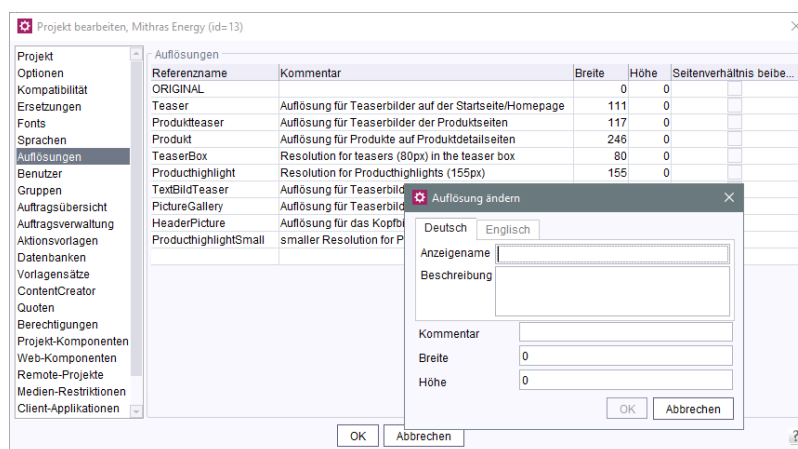 Projekt bearbeiten, Mithras Energy (id=13)
Projekt
Optionen
Kompatibilität
Ersetzungen
Fonts
Sprachen
Auflösungen
Benutzer
Gruppen
Auftragsübersicht
Auftragsverwaltung
Aktionsvorlagen
Datenbanken
Vorlagensätze
ContentCreator
Quoten
Berechtigungen
Projekt-Komponenten
Web-Komponenten
Remote-Projekte
Medien-Restriktionen
Client-Applikationen
Auflösungen
Referenzname Kommentar Breite Höhe Seitenverhältnis beibe...
ORIGINAL 0 0
Teaser Auflösung für Teaserbilder auf der Startseite/Homepage 111 0
Produktteaser Auflösung für Teaserbilder der Produktseiten 117 0
Produkt Auflösung für Produkte auf Produktdetailseiten 246 0
TeaserBox Resolution for teasers (80px) in the teaser box 80 0
Producthighlight Resolution for Producthighlights (155px) 155 0
TextBildTeaser Auflösung für Teaserbild
PictureGallery Auflösung für Teaserbild
HeaderPicture Auflösung für das Kopfbi
ProducthighlightSmall smaller Resolution for P
Auflösung ändern
Deutsch Englisch
Anzeigename
Beschreibung
Kommentar
Breite 0
Höhe 0
OK Abbrechen
OK Abbrechen
?